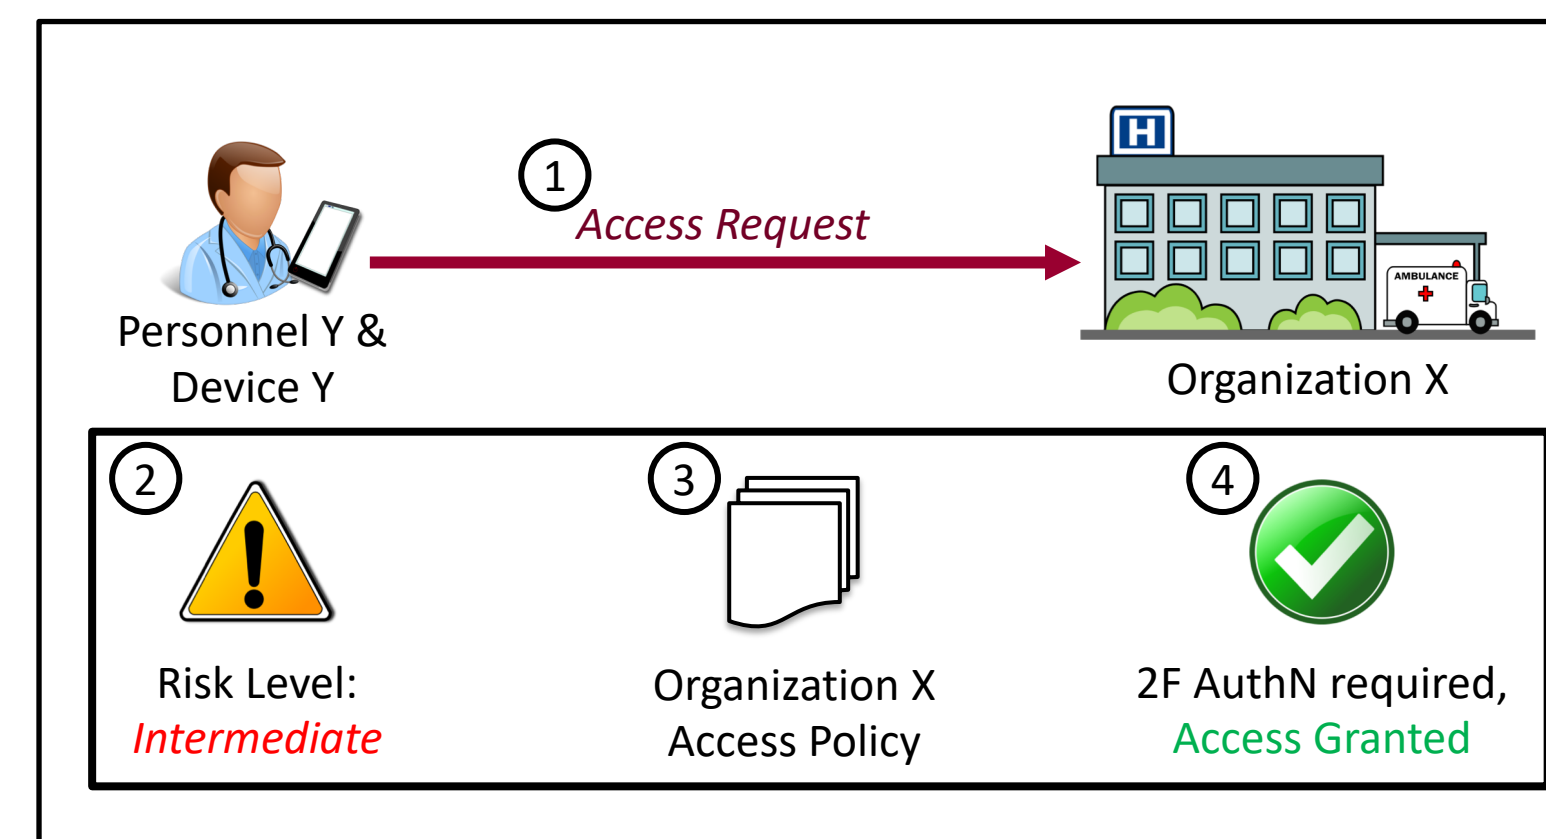 1
Access Request
H
AMBULANCE
Personnel Y &
Device Y
Organization X
2
3
4
Risk Level:
Intermediate
Organization X
Access Policy
2F AuthN required,
Access Granted